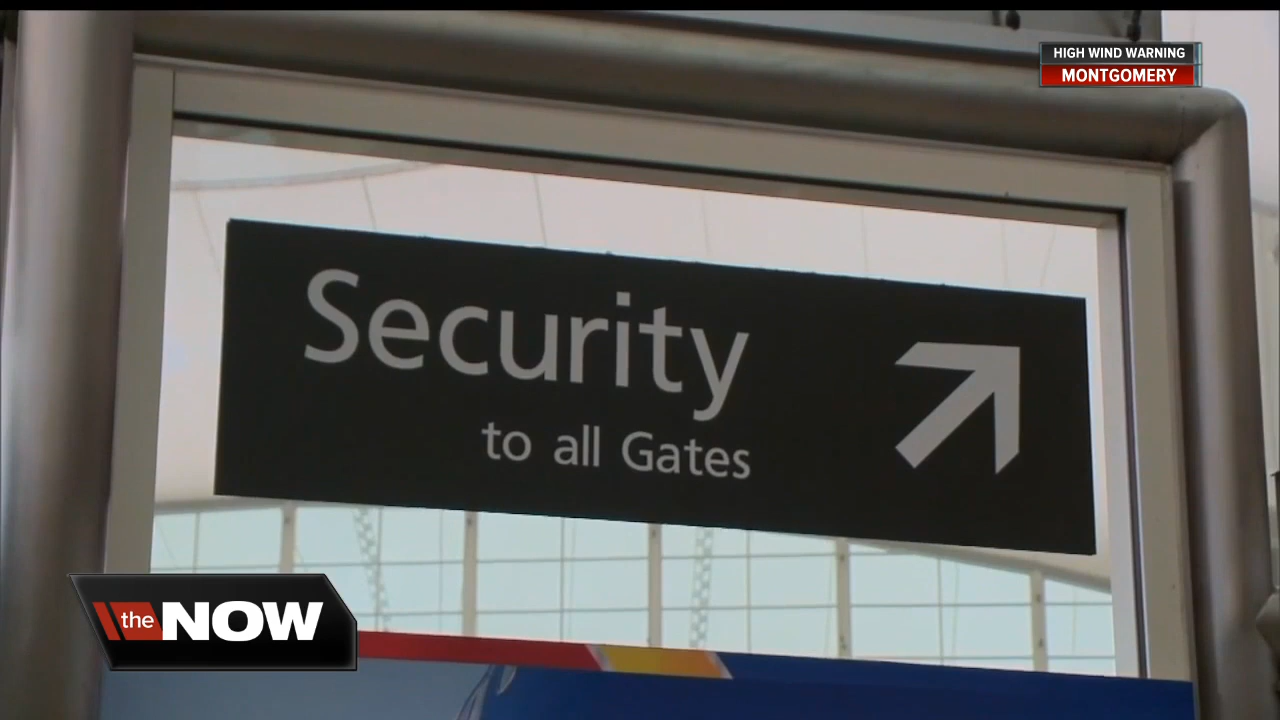 HIGH WIND WARNING
MONTGOMERY
Security
to all Gates
the NOW